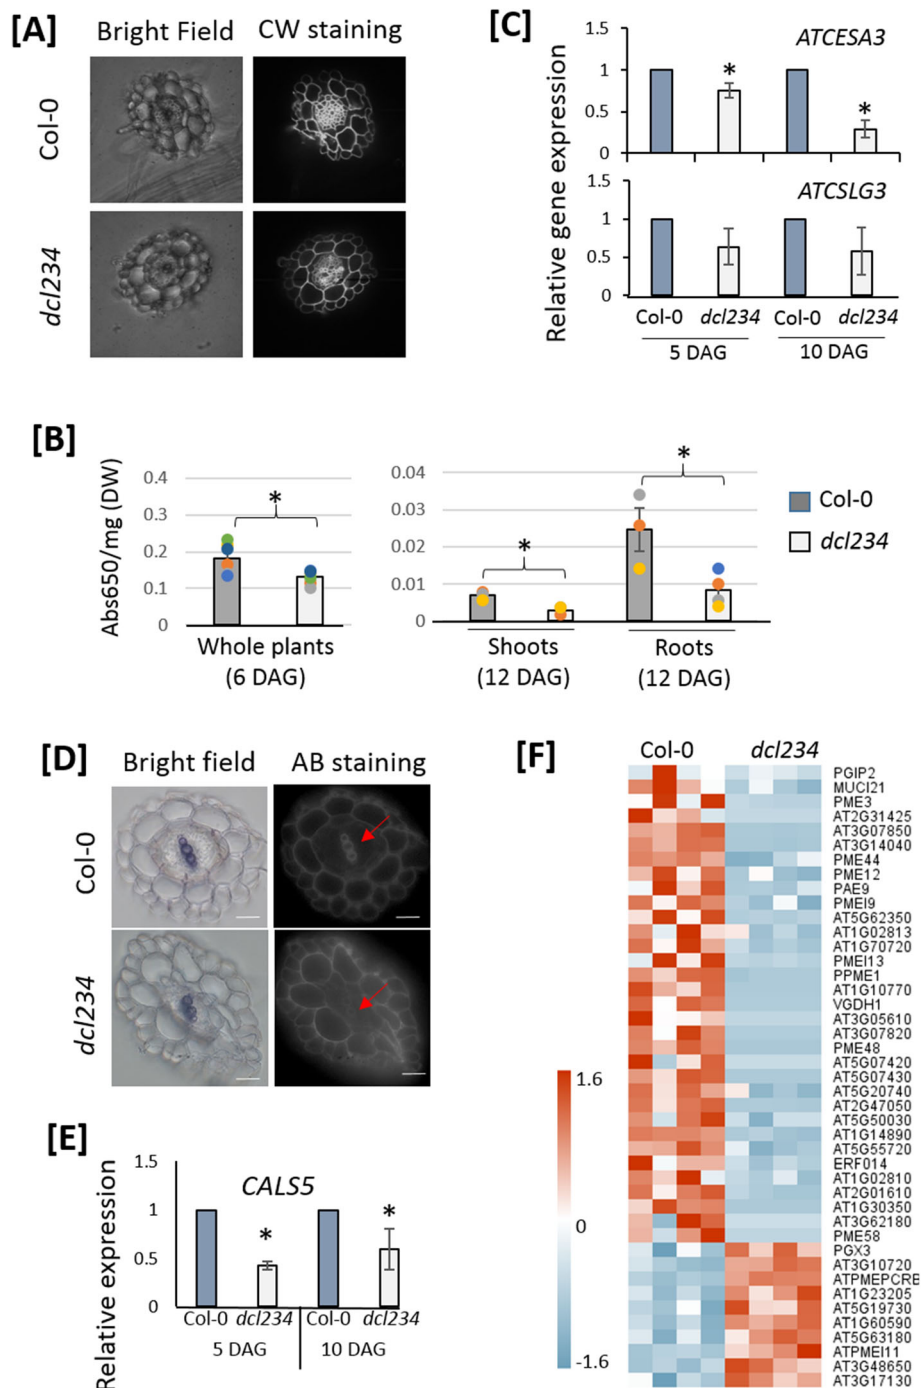 [A]
Bright Field
CW staining
Col-0
dcl234
[C]
Relative gene expression
1.5
1
0.5
0
ATCESA3
*
*
1.5
1
0.5
0
ATCSLG3
Col-0
dcl234
Col-0
dcl234
5 DAG
10 DAG
[B]
Abs650/mg (DW)
0.4
0.3
0.2
0.1
0
*
Whole plants
(6 DAG)
0.04
0.03
0.02
0.01
0
*
*
Shoots
(12 DAG)
Roots
(12 DAG)
Col-0
dcl234
[D]
Bright field
AB staining
Col-0
dcl234
[E]
Relative expression
1.5
1
0.5
0
CALS5
*
*
Col-0
dcl234
Col-0
dcl234
5 DAG
10 DAG
[F]
Col-0
dcl234
1.6
0
-1.6
PGIP2
MUCI21
PME3
AT2G31425
AT3G07850
AT3G14040
PME44
PME12
PAE9
PMEI9
AT5G62350
AT1G02813
AT1G70720
PMEI13
PPME1
AT1G10770
VGDH1
AT3G05610
AT3G07820
PME48
AT5G07420
AT5G07430
AT5G20740
AT2G47050
AT5G50030
AT1G14890
AT5G55720
ERF014
AT1G02810
AT2G01610
AT1G30350
AT3G62180
PME58
PGX3
AT3G10720
ATPMEPCRB
AT1G23205
AT5G19730
AT1G60590
AT5G63180
ATPMEI11
AT3G48650
AT3G17130